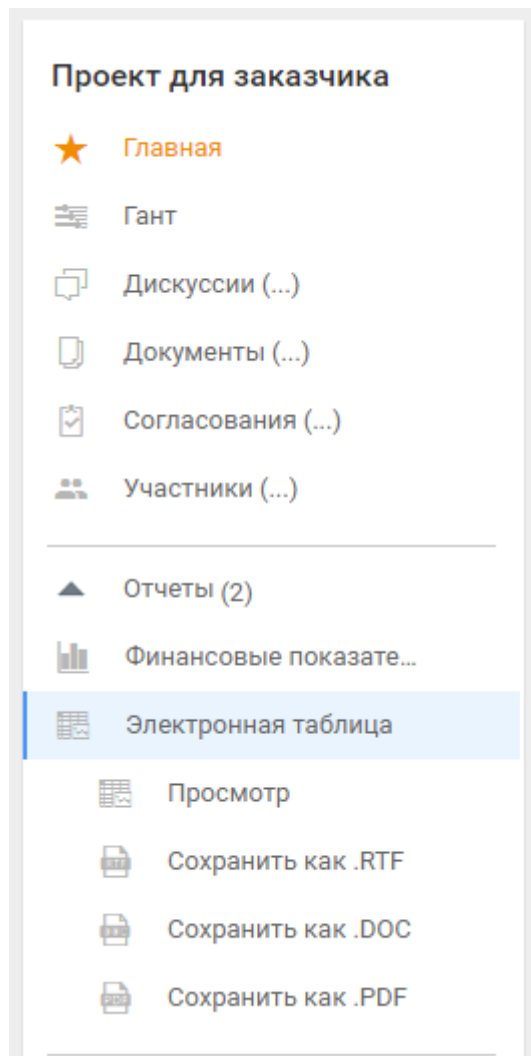 Проект для заказчика
Главная
Гант
Дискуссии (...)
Документы (...)
Согласования (...)
Участники (...)
Отчеты (2)
Финансовые показате...
Электронная таблица
Просмотр
Сохранить как .RTF
Сохранить как .DOC
Сохранить как .PDF